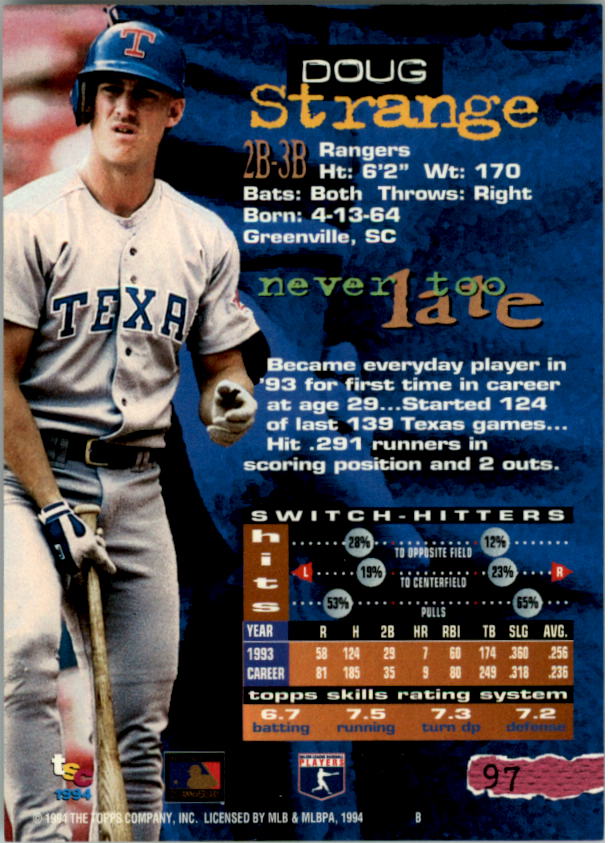 T
DOUG
Strange
2B-3B Rangers
Ht: 6'2" Wt: 170
Bats: Both Throws: Right
Born: 4-13-64
Greenville, SC
never too
late
TEXA
Became everyday player in
'93 for first time in career
at age 29...Started 124
of last 139 Texas games...
Hit .291 runners in
scoring position and 2 outs.
SWITCH-HITTERS
hits
28% 12%
TO OPPOSITE FIELD
L 19% 23% R
TO CENTERFIELD
53% 65%
PULLS
YEAR R H 2B HR RBI TB SLG AVG.
1993 58 124 29 7 60 174 .360 .256
CAREER 81 185 35 9 80 249 .318 .236
topps skills rating system
6.7 7.5 7.3 7.2
batting running turn dp defense
tsc
1994
PLAYERS
97
© 1994 THE TOPPS COMPANY, INC. LICENSED BY MLB & MLBPA, 1994 B